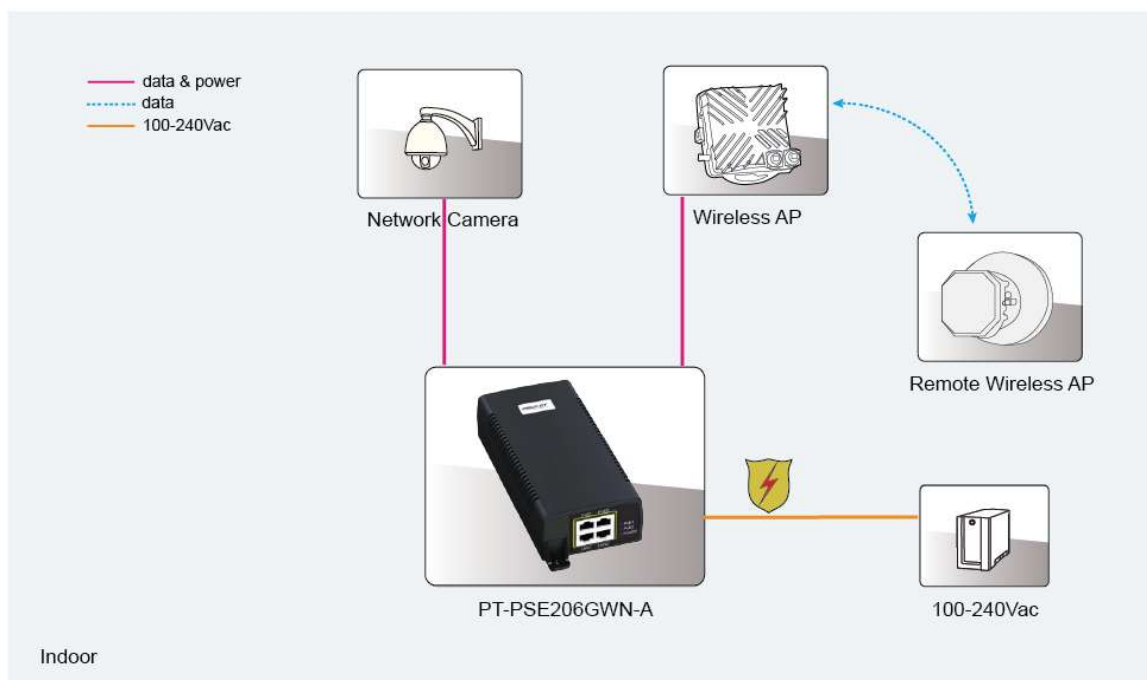 data & power
data
100-240Vac
Network Camera
Wireless AP
Remote Wireless AP
PT-PSE206GWN-A
100-240Vac
Indoor